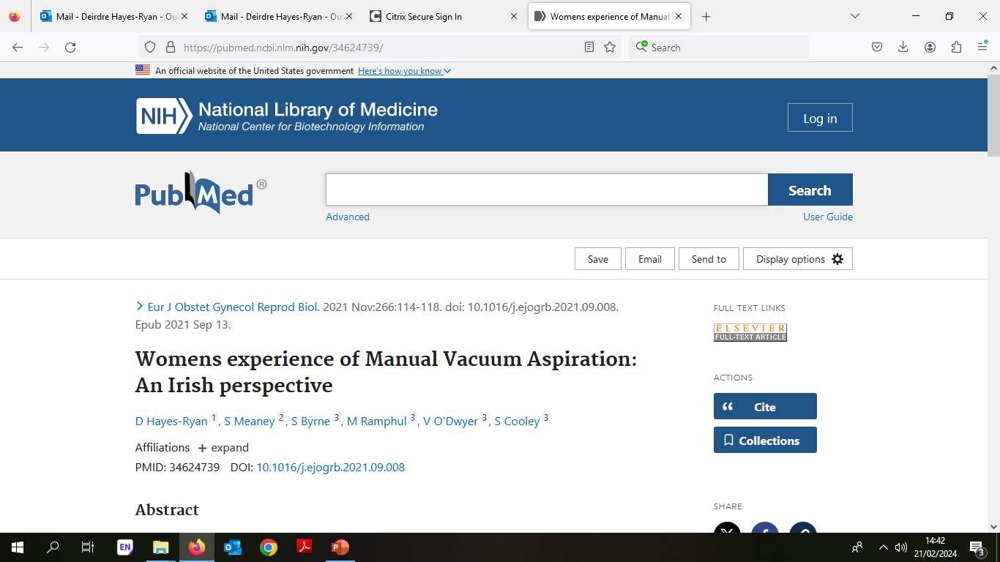 Mail - Deirdre Hayes-Ryan - Out
Mail - Deirdre Hayes-Ryan - Out
Citrix Secure Sign In
Womens experience of Manual
https://pubmed.ncbi.nlm.nih.gov/34624739/
Search
An official website of the United States government Here's how you know
NIH National Library of Medicine
National Center for Biotechnology Information
Log in
PubMed®
Search
Advanced
User Guide
Save
Email
Send to
Display options
Eur J Obstet Gynecol Reprod Biol. 2021 Nov:266:114-118. doi: 10.1016/j.ejogrb.2021.09.008.
Epub 2021 Sep 13.
Womens experience of Manual Vacuum Aspiration:
An Irish perspective
D Hayes-Ryan 1, S Meaney 2, S Byrne 3, M Ramphul 3, V O'Dwyer 3, S Cooley 3
Affiliations + expand
PMID: 34624739 DOI: 10.1016/j.ejogrb.2021.09.008
Abstract
FULL TEXT LINKS
ELSEVIER
FULL-TEXT ARTICLE
ACTIONS
Cite
Collections
SHARE
EN
14:42
21/02/2024
3